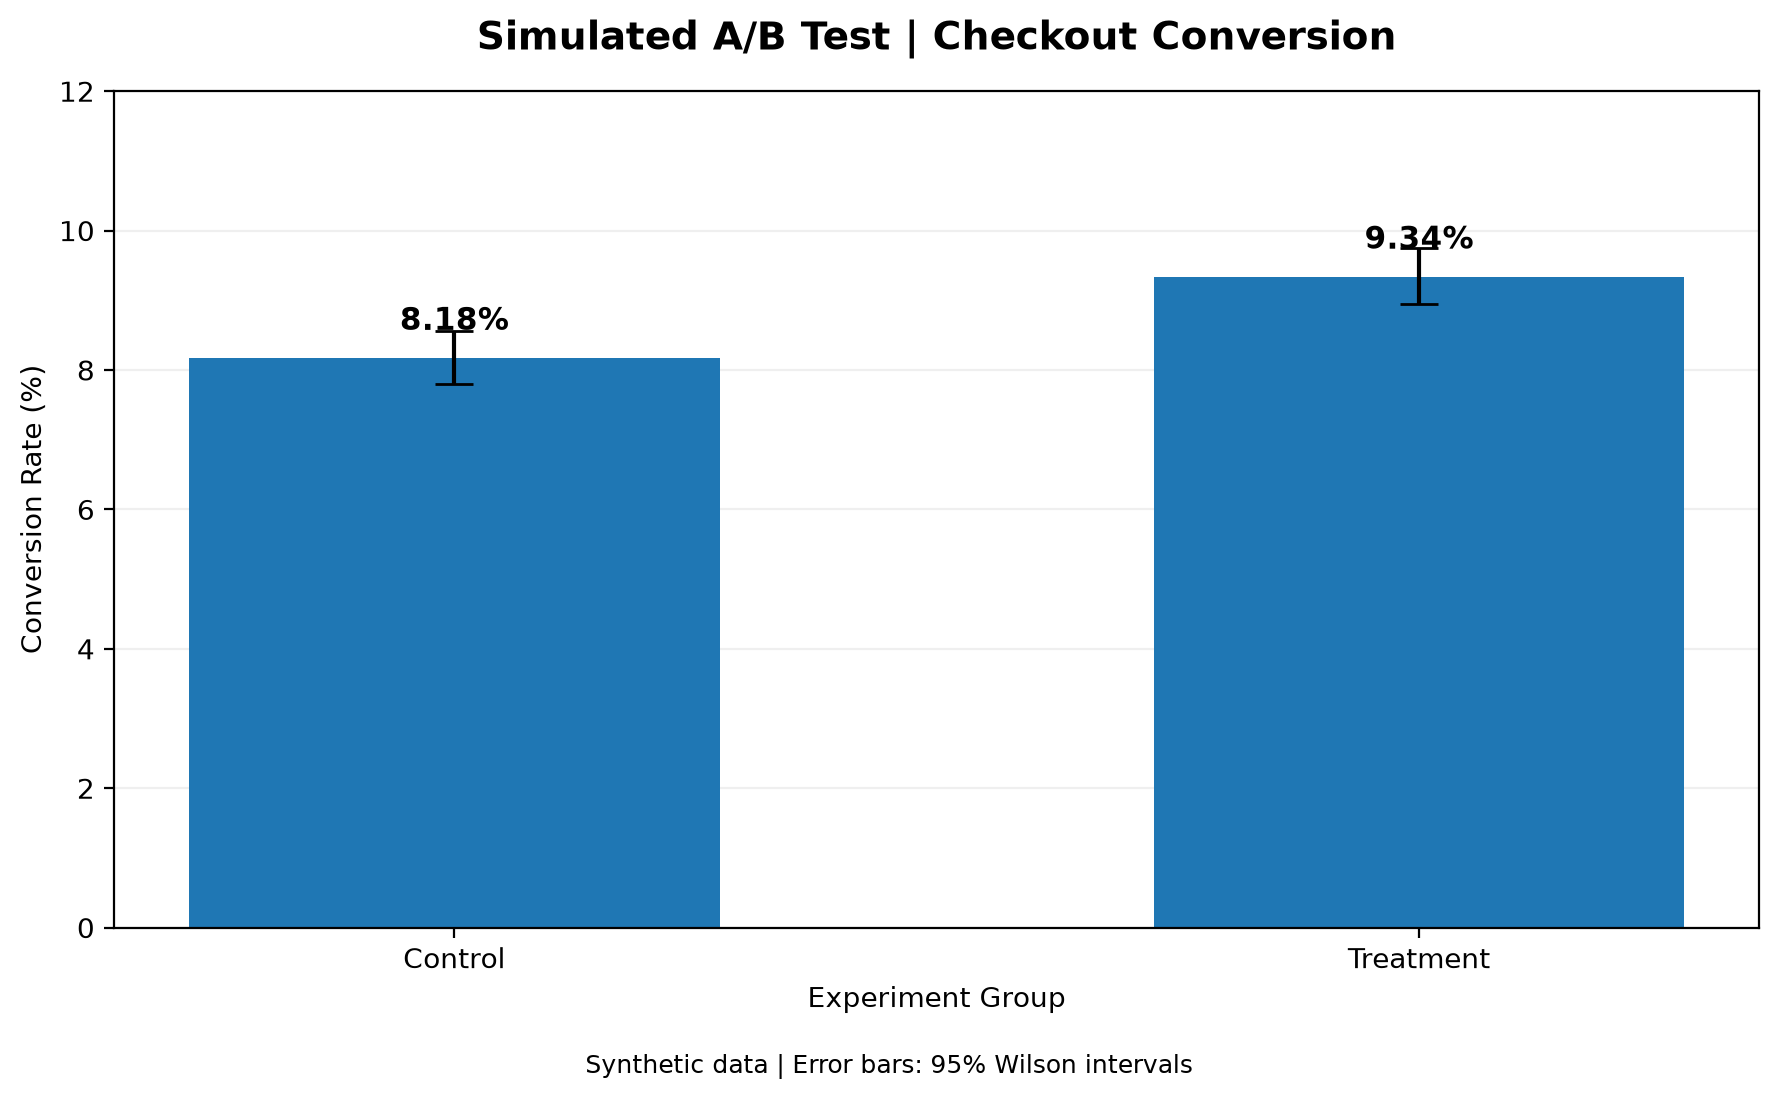 Simulated A/B Test | Checkout Conversion
12
10
8
6
4
2
0
Conversion Rate (%)
8.18%
9.34%
Control
Treatment
Experiment Group
Synthetic data | Error bars: 95% Wilson intervals